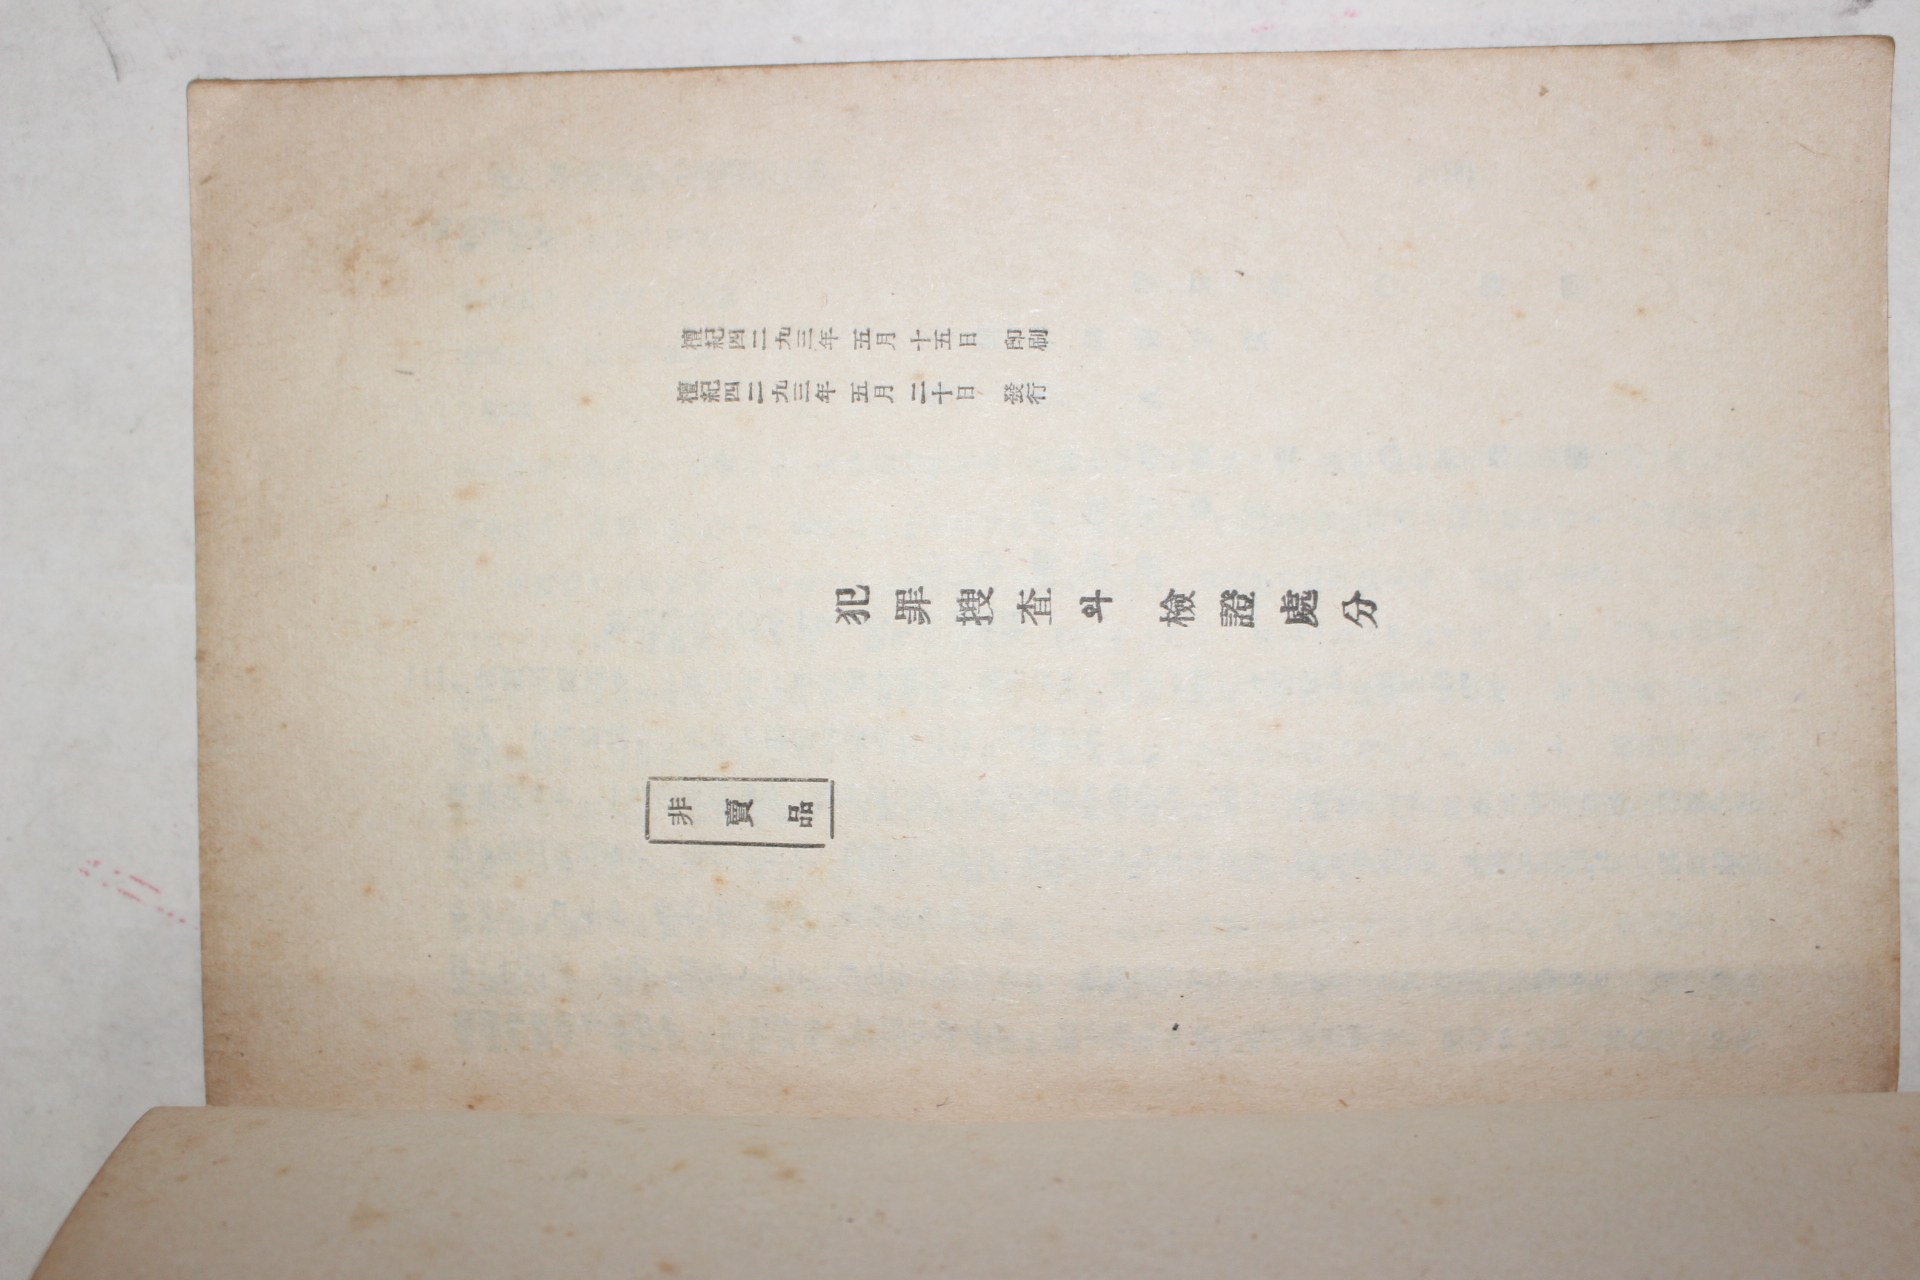 檀紀四二九三年 五月 十五日 印刷
檀紀四二九三年 五月 二十日 發行
犯罪搜査와 檢證處分
非賣品